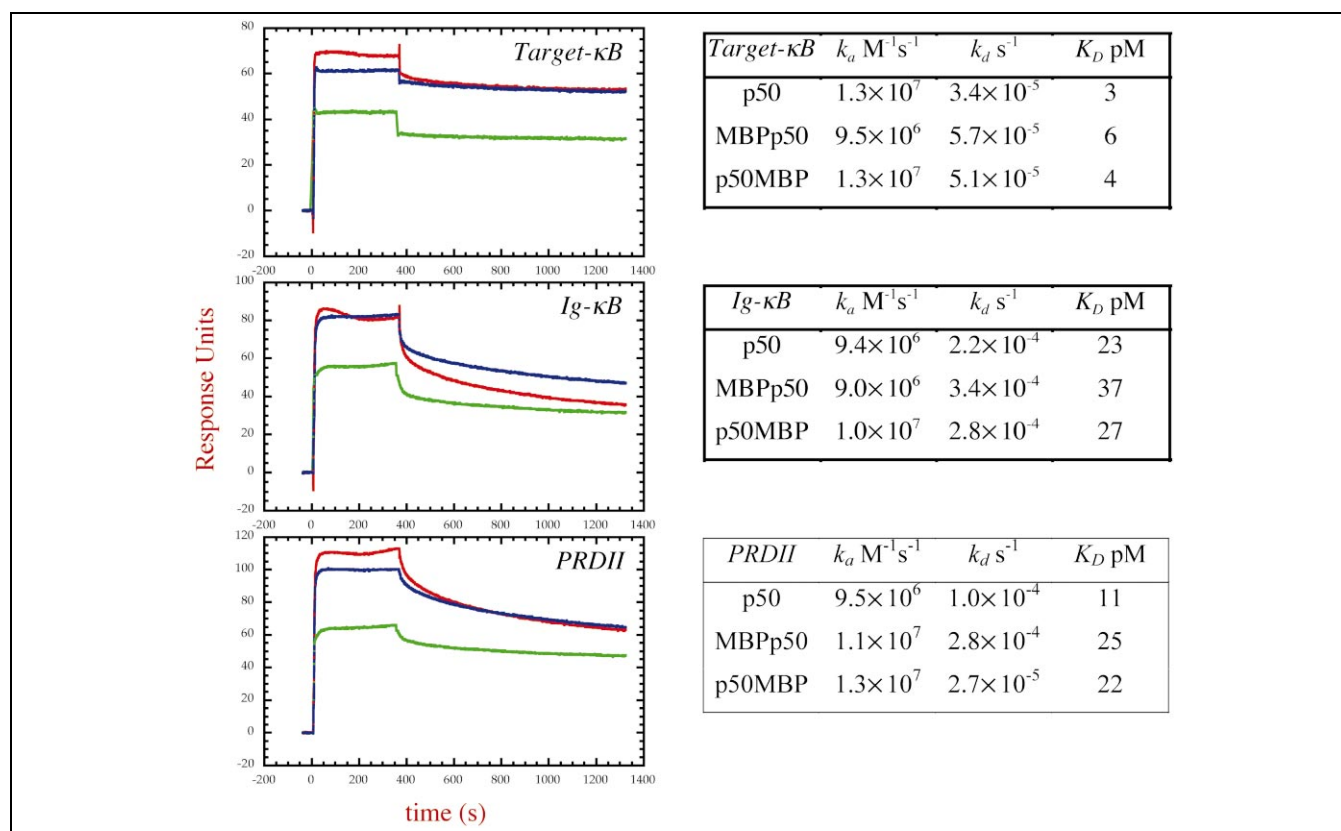 Target-κB
80
60
40
20
0
-20
-200 0 200 400 600 800 1000 1200 1400
Ig-κB
100
80
60
40
20
0
-20
-200 0 200 400 600 800 1000 1200 1400
PRDII
120
100
80
60
40
20
0
-20
-200 0 200 400 600 800 1000 1200 1400
Response Units
time (s)
Target-κB kₐ M⁻¹s⁻¹ k_d s⁻¹ K_D pM
p50 1.3×10⁷ 3.4×10⁻⁵ 3
MBPp50 9.5×10⁶ 5.7×10⁻⁵ 6
p50MBP 1.3×10⁷ 5.1×10⁻⁵ 4
Ig-κB kₐ M⁻¹s⁻¹ k_d s⁻¹ K_D pM
p50 9.4×10⁶ 2.2×10⁻⁴ 23
MBPp50 9.0×10⁶ 3.4×10⁻⁴ 37
p50MBP 1.0×10⁷ 2.8×10⁻⁴ 27
PRDII kₐ M⁻¹s⁻¹ k_d s⁻¹ K_D pM
p50 9.5×10⁶ 1.0×10⁻⁴ 11
MBPp50 1.1×10⁷ 2.8×10⁻⁴ 25
p50MBP 1.3×10⁷ 2.7×10⁻⁵ 22